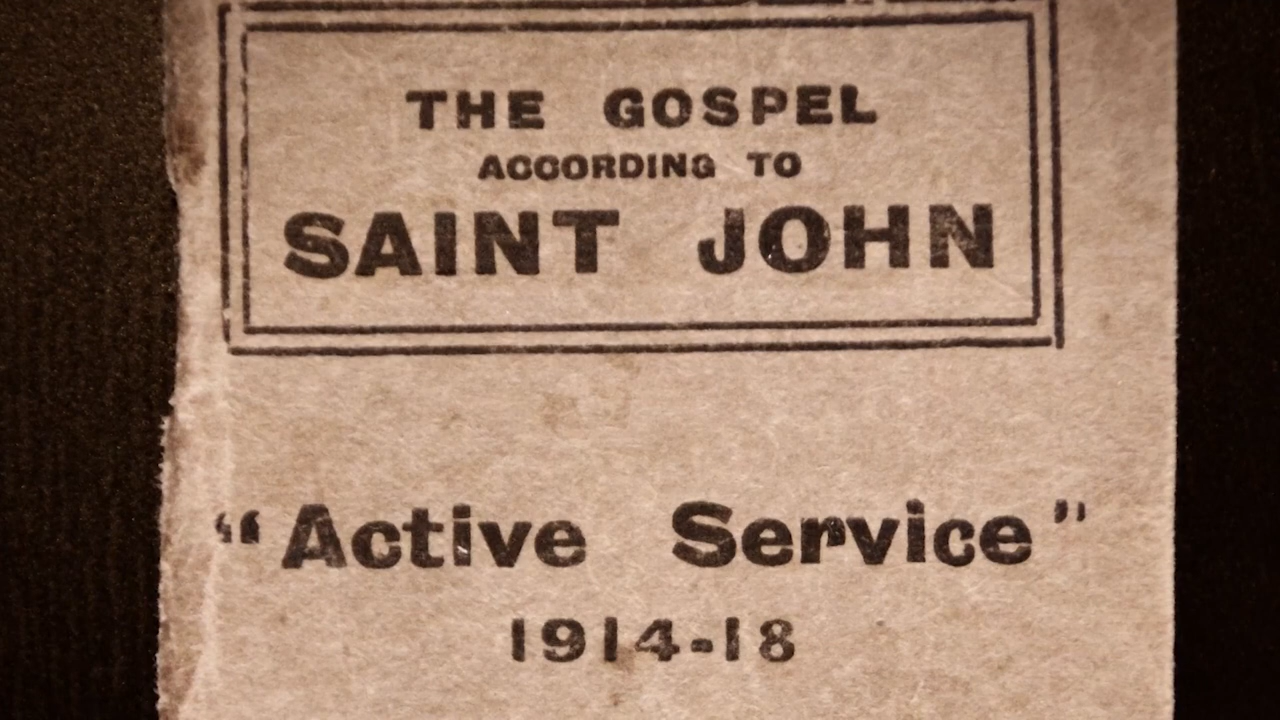 THE GOSPEL
ACCORDING TO
SAINT JOHN
“Active Service”
1914-18